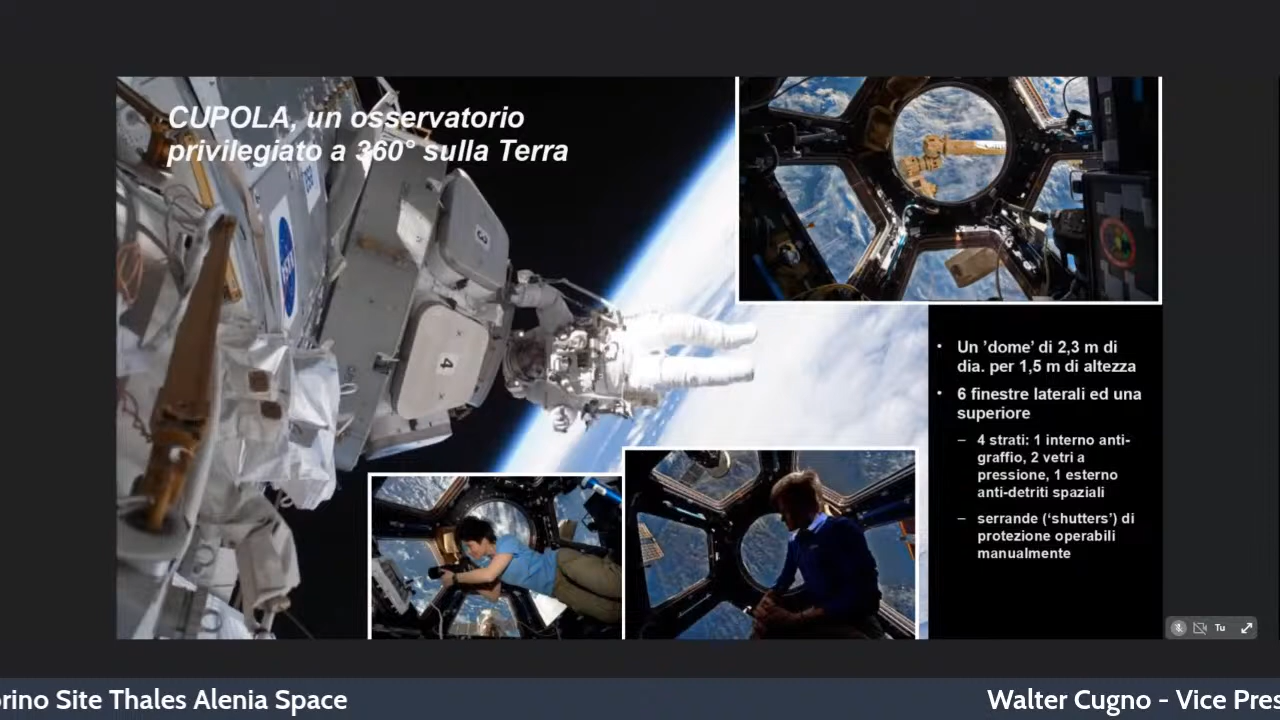 CUPOLA, un osservatorio
privilegiato a 360° sulla Terra
3
4
• Un ’dome’ di 2,3 m di
dia. per 1,5 m di altezza
• 6 finestre laterali ed una
superiore
– 4 strati: 1 interno anti-
graffio, 2 vetri a
pressione, 1 esterno
anti-detriti spaziali
– serrande (‘shutters’) di
protezione operabili
manualmente
Tu
orino Site Thales Alenia Space
Walter Cugno - Vice Pres